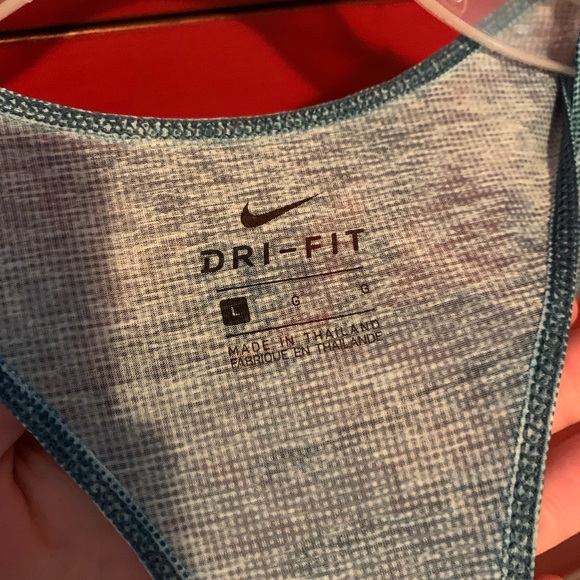 DRI-FIT
L G G
MADE IN THAILAND
FABRIQUE EN THAILANDE